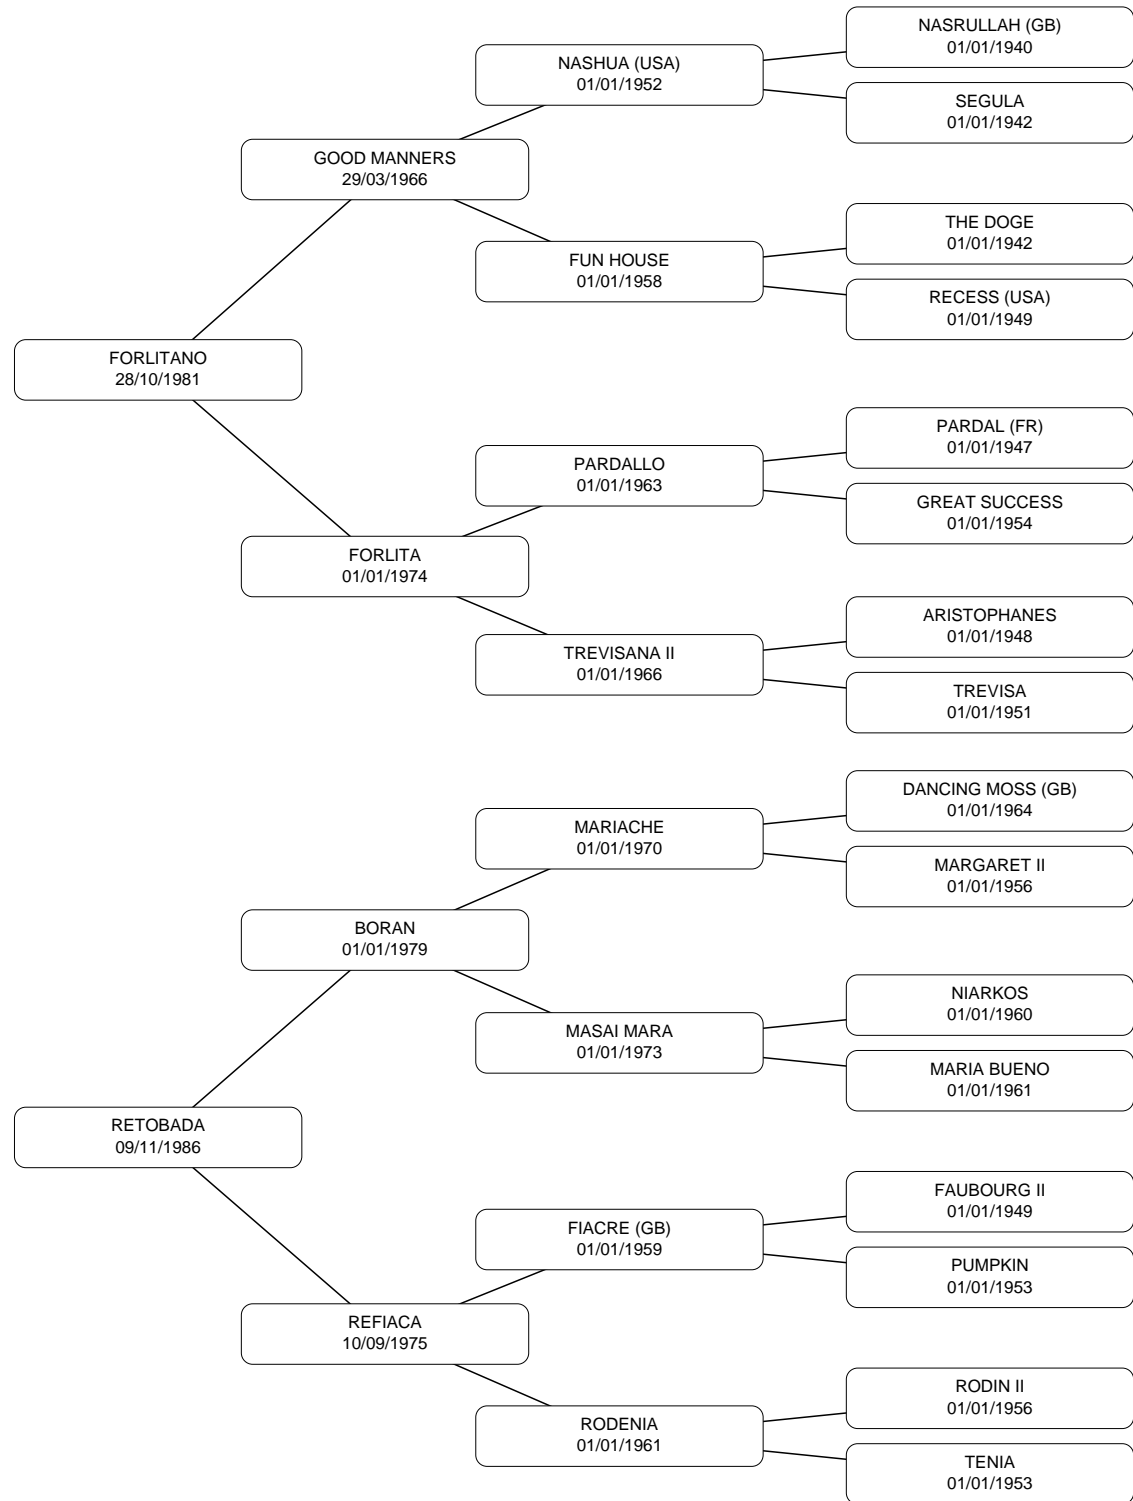 NASRULLAH (GB)
01/01/1940
NASHUA (USA)
01/01/1952
SEGULA
01/01/1942
GOOD MANNERS
29/03/1966
THE DOGE
01/01/1942
FUN HOUSE
01/01/1958
RECESS (USA)
01/01/1949
FORLITANO
28/10/1981
PARDAL (FR)
01/01/1947
PARDALLO
01/01/1963
GREAT SUCCESS
01/01/1954
FORLITA
01/01/1974
ARISTOPHANES
01/01/1948
TREVISANA II
01/01/1966
TREVISA
01/01/1951
DANCING MOSS (GB)
01/01/1964
MARIACHE
01/01/1970
MARGARET II
01/01/1956
BORAN
01/01/1979
NIARKOS
01/01/1960
MASAI MARA
01/01/1973
MARIA BUENO
01/01/1961
RETOBADA
09/11/1986
FAUBOURG II
01/01/1949
FIACRE (GB)
01/01/1959
PUMPKIN
01/01/1953
REFIACA
10/09/1975
RODIN II
01/01/1956
RODENIA
01/01/1961
TENIA
01/01/1953